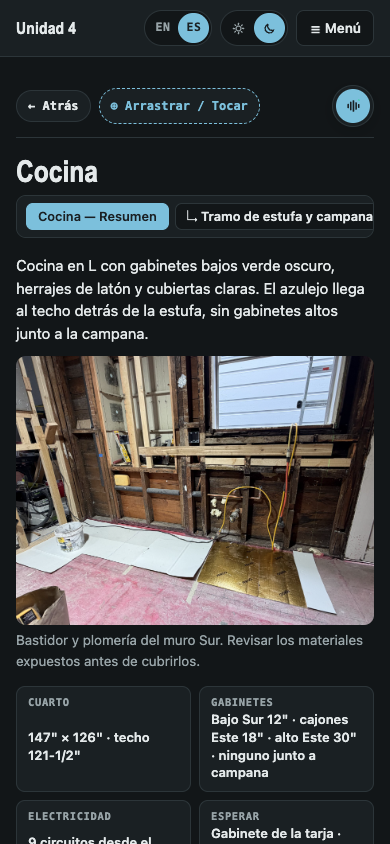 Unidad 4
EN ES
≡ Menú
← Atrás
⊕ Arrastrar / Tocar
Cocina
Cocina — Resumen
Tramo de estufa y campana
Cocina en L con gabinetes bajos verde oscuro,
herrajes de latón y cubiertas claras. El azulejo llega
al techo detrás de la estufa, sin gabinetes altos
junto a la campana.
Bastidor y plomería del muro Sur. Revisar los materiales
expuestos antes de cubrirlos.
CUARTO
147" × 126" · techo
121-1/2"
GABINETES
Bajo Sur 12" · cajones
Este 18" · alto Este 30"
· ninguno junto a
campana
ELECTRICIDAD
9 circuitos desde el
ESPERAR
Gabinete de la tarja ·